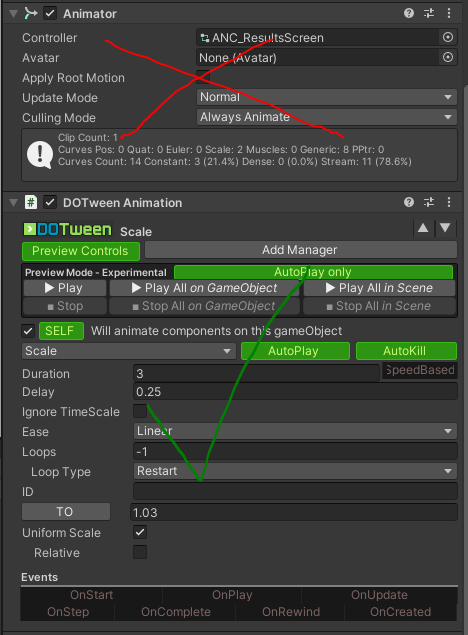 Animator
Controller ANC_ResultsScreen
Avatar None (Avatar)
Apply Root Motion
Update Mode Normal
Culling Mode Always Animate
Clip Count: 1
Curves Pos: 0 Quat: 0 Euler: 0 Scale: 2 Muscles: 0 Generic: 8 PPtr: 0
Curves Count: 14 Constant: 3 (21.4%) Dense: 0 (0.0%) Stream: 11 (78.6%)
# DOTween Animation
DOTween Scale
Preview Controls Add Manager
Preview Mode - Experimental AutoPlay only
Play Play All on GameObject Play All in Scene
Stop Stop All on GameObject Stop All in Scene
SELF Will animate components on this gameObject
Scale AutoPlay AutoKill
Duration 3 SpeedBased
Delay 0.25
Ignore TimeScale
Ease Linear
Loops -1
Loop Type Restart
ID
TO 1.03
Uniform Scale
Relative
Events
OnStart OnPlay OnUpdate
OnStep OnComplete OnRewind OnCreated